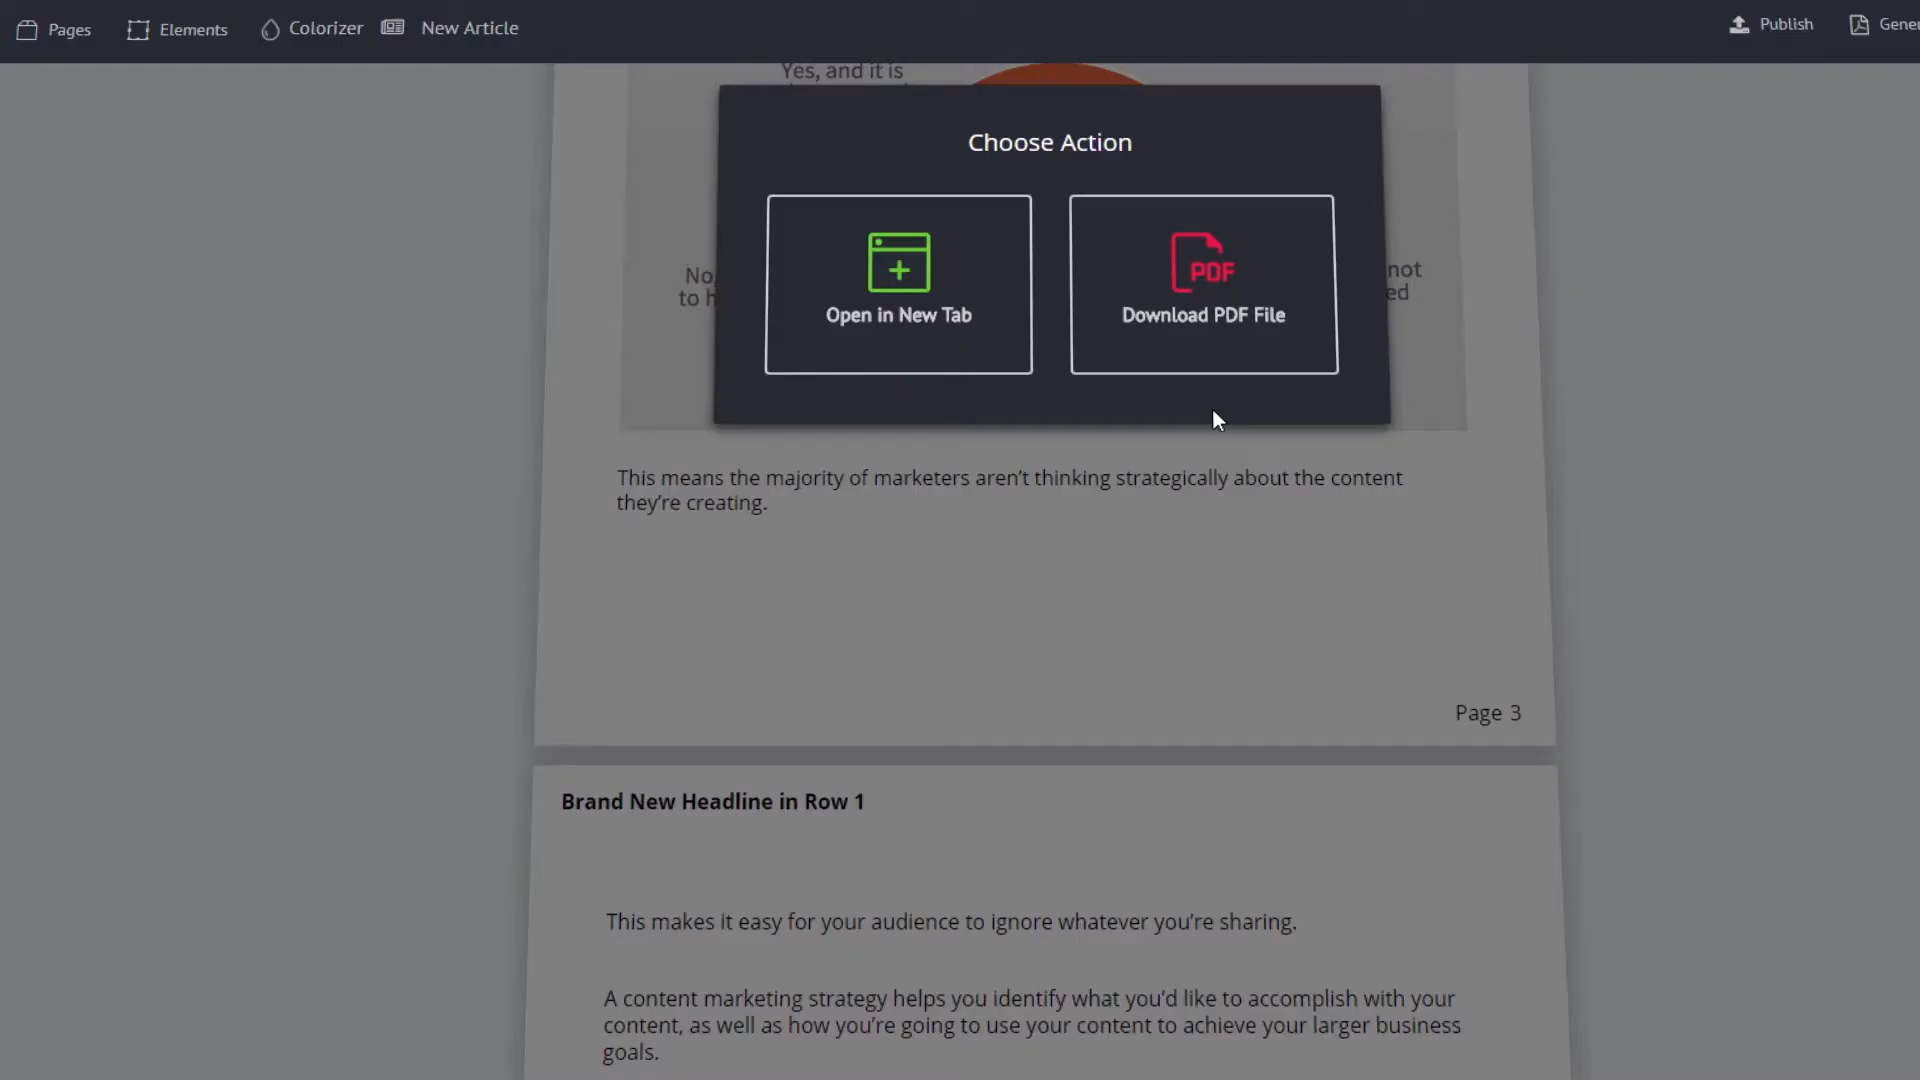 Pages Elements Colorizer New Article Publish
Yes, and it is
Choose Action
No,
to h
not
ed
PDF
Open in New Tab Download PDF File
This means the majority of marketers aren’t thinking strategically about the content
they’re creating.
Page 3
Brand New Headline in Row 1
This makes it easy for your audience to ignore whatever you’re sharing.
A content marketing strategy helps you identify what you’d like to accomplish with your
content, as well as how you’re going to use your content to achieve your larger business
goals.